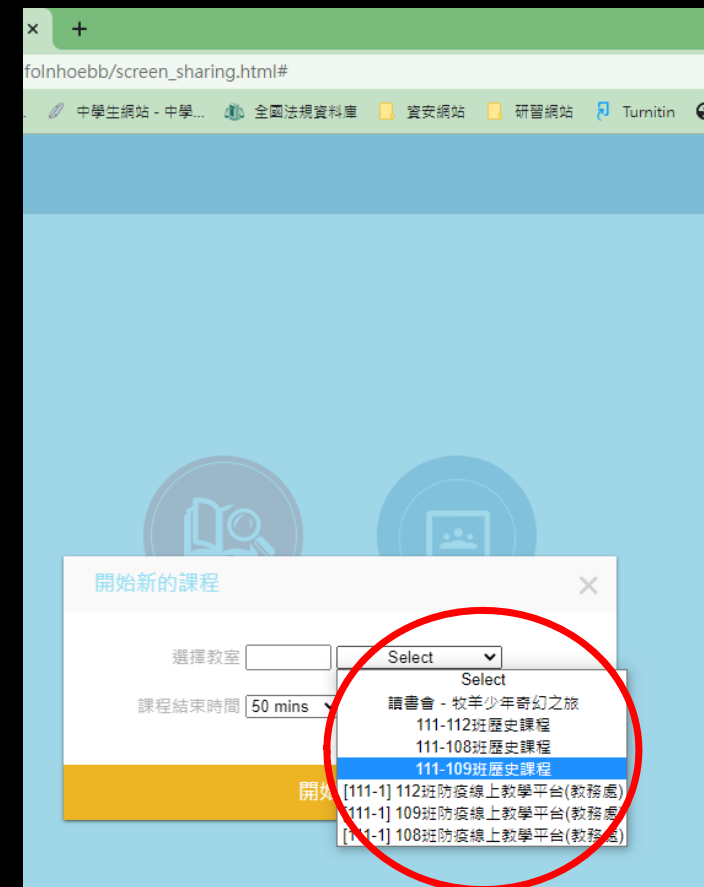 folnhoebb/screen_sharing.html#
中學生網站 - 中學... 全國法規資料庫 資安網站 研習網站 Turnitin
開始新的課程
選擇教室 Select
Select
課程結束時間 50 mins
讀書會 - 牧羊少年奇幻之旅
111-112班歷史課程
111-108班歷史課程
111-109班歷史課程
開始
[111-1] 112班防疫線上教學平台(教務處)
[111-1] 109班防疫線上教學平台(教務處)
[111-1] 108班防疫線上教學平台(教務處)